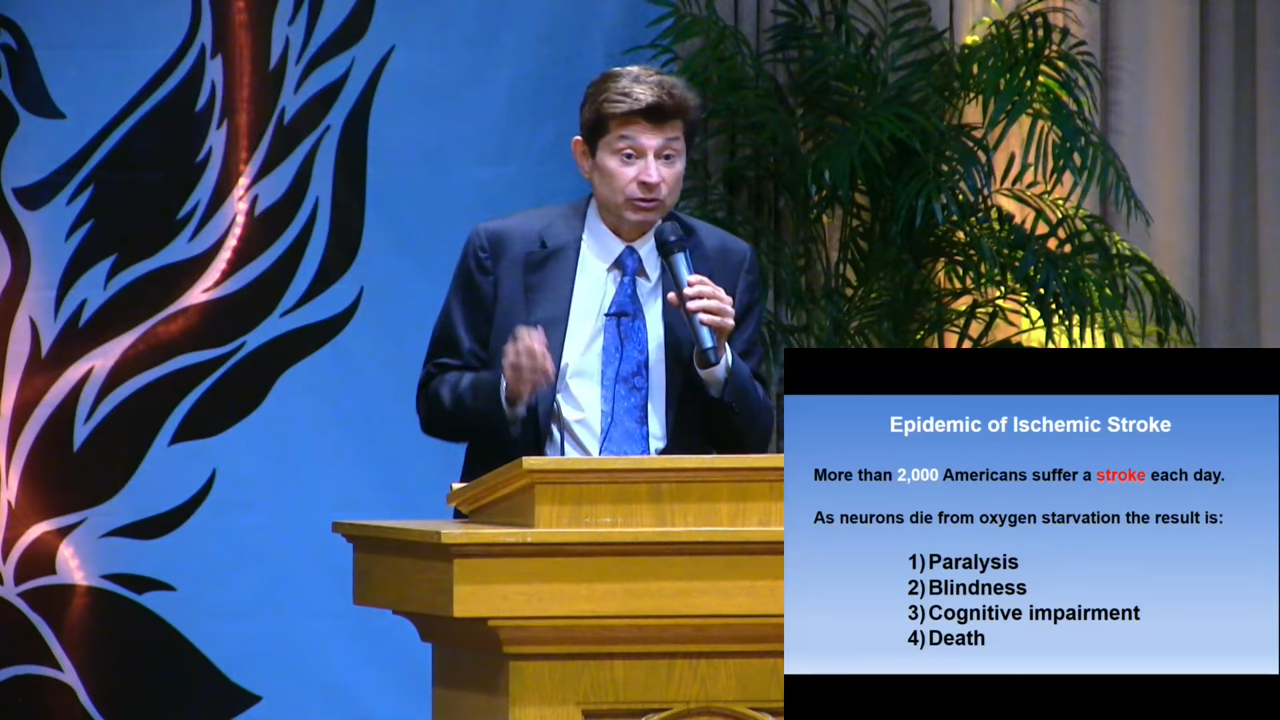 Epidemic of Ischemic Stroke
More than 2,000 Americans suffer a stroke each day.
As neurons die from oxygen starvation the result is:
1) Paralysis
2) Blindness
3) Cognitive impairment
4) Death